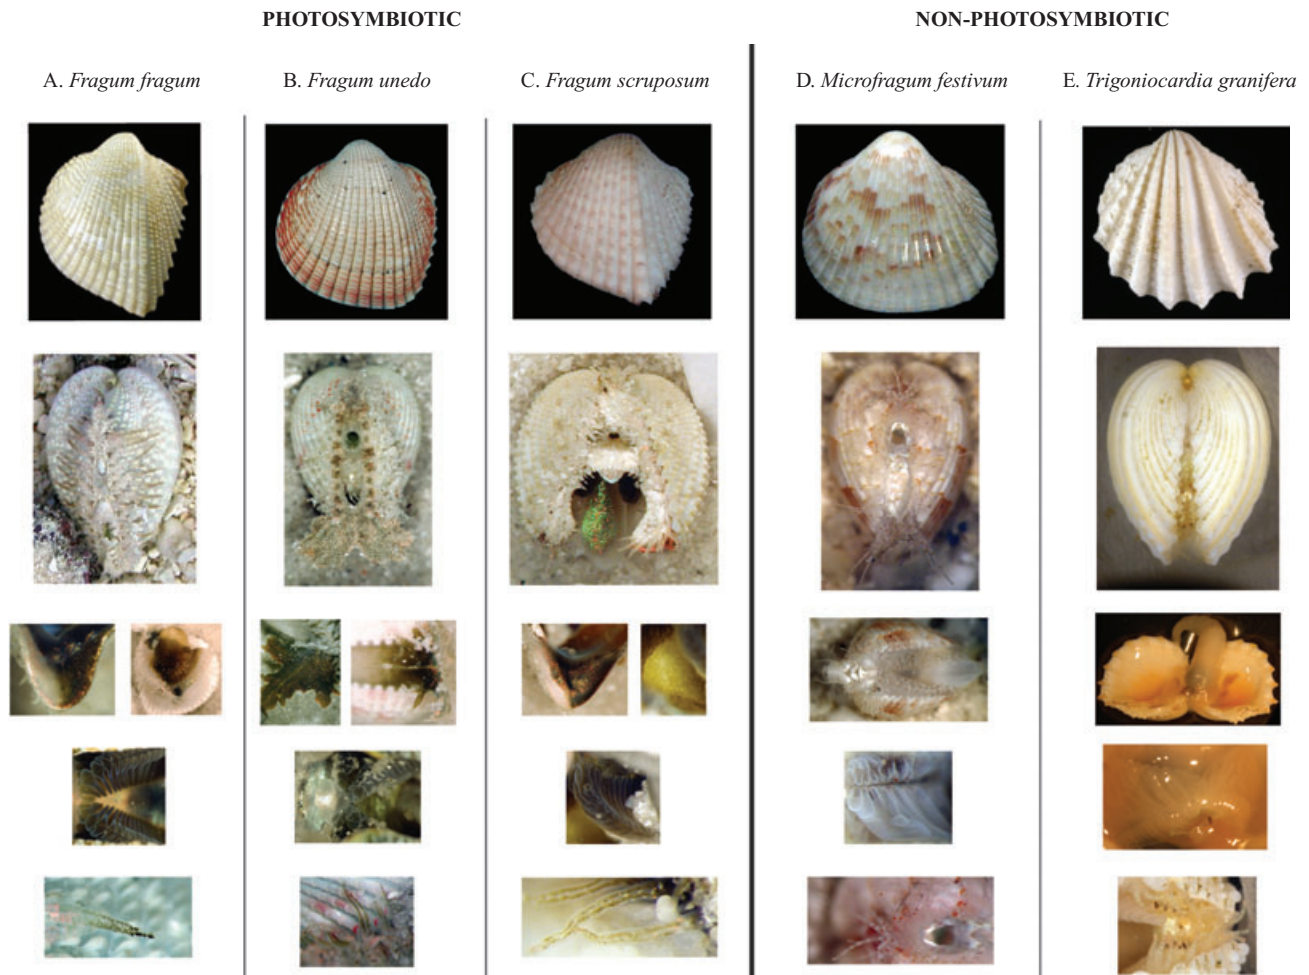 PHOTOSYMBIOTIC
NON-PHOTOSYMBIOTIC
A. Fragum fragum
B. Fragum unedo
C. Fragum scruposum
D. Microfragum festivum
E. Trigoniocardia granifera